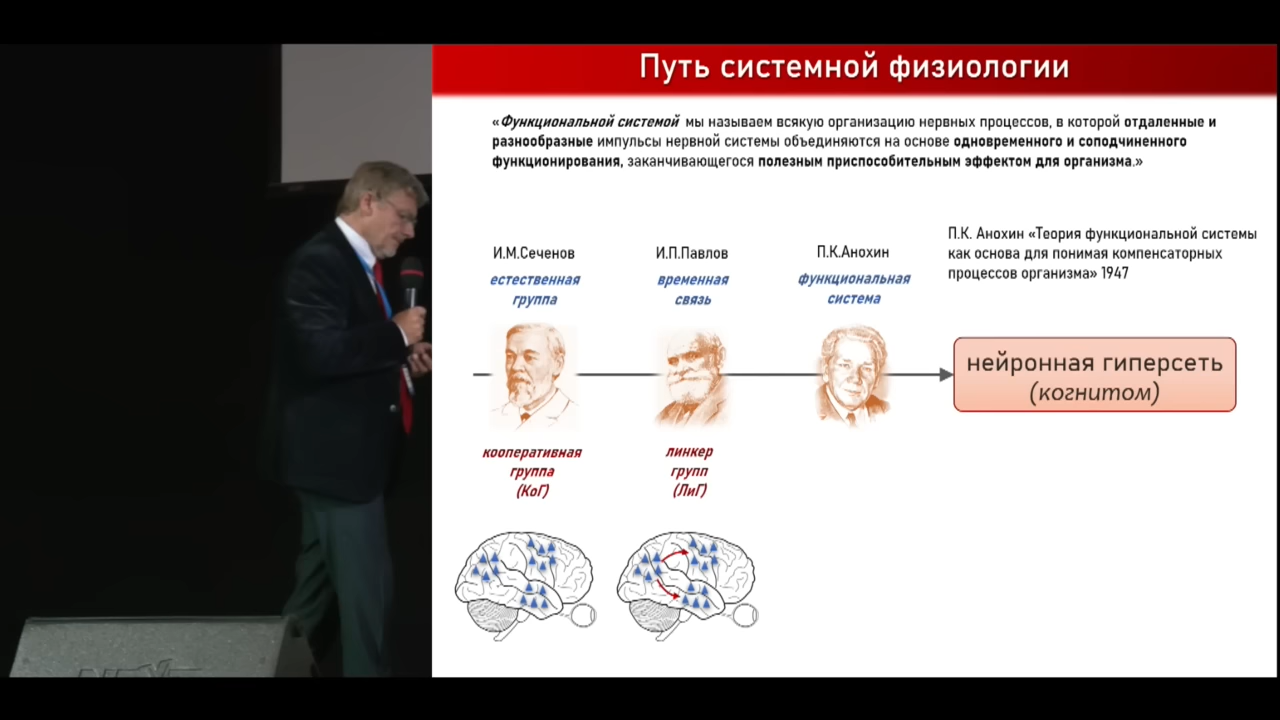 Путь системной физиологии
«Функциональной системой мы называем всякую организацию нервных процессов, в которой отдаленные и
разнообразные импульсы нервной системы объединяются на основе одновременного и соподчиненного
функционирования, заканчивающегося полезным приспособительным эффектом для организма.»
П.К. Анохин «Теория функциональной системы
как основа для понимая компенсаторных
процессов организма» 1947
И.М.Сеченов
естественная
группа
И.П.Павлов
временная
связь
П.К.Анохин
функциональная
система
нейронная гиперсеть
(когнитом)
кооперативная
группа
(КоГ)
линкер
групп
(ЛиГ)